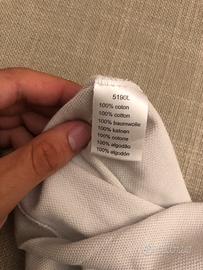 5190L
100% coton
100% cotton
100% baumwolle
100% katoen
100% cotone
100% algodão
100% algodón